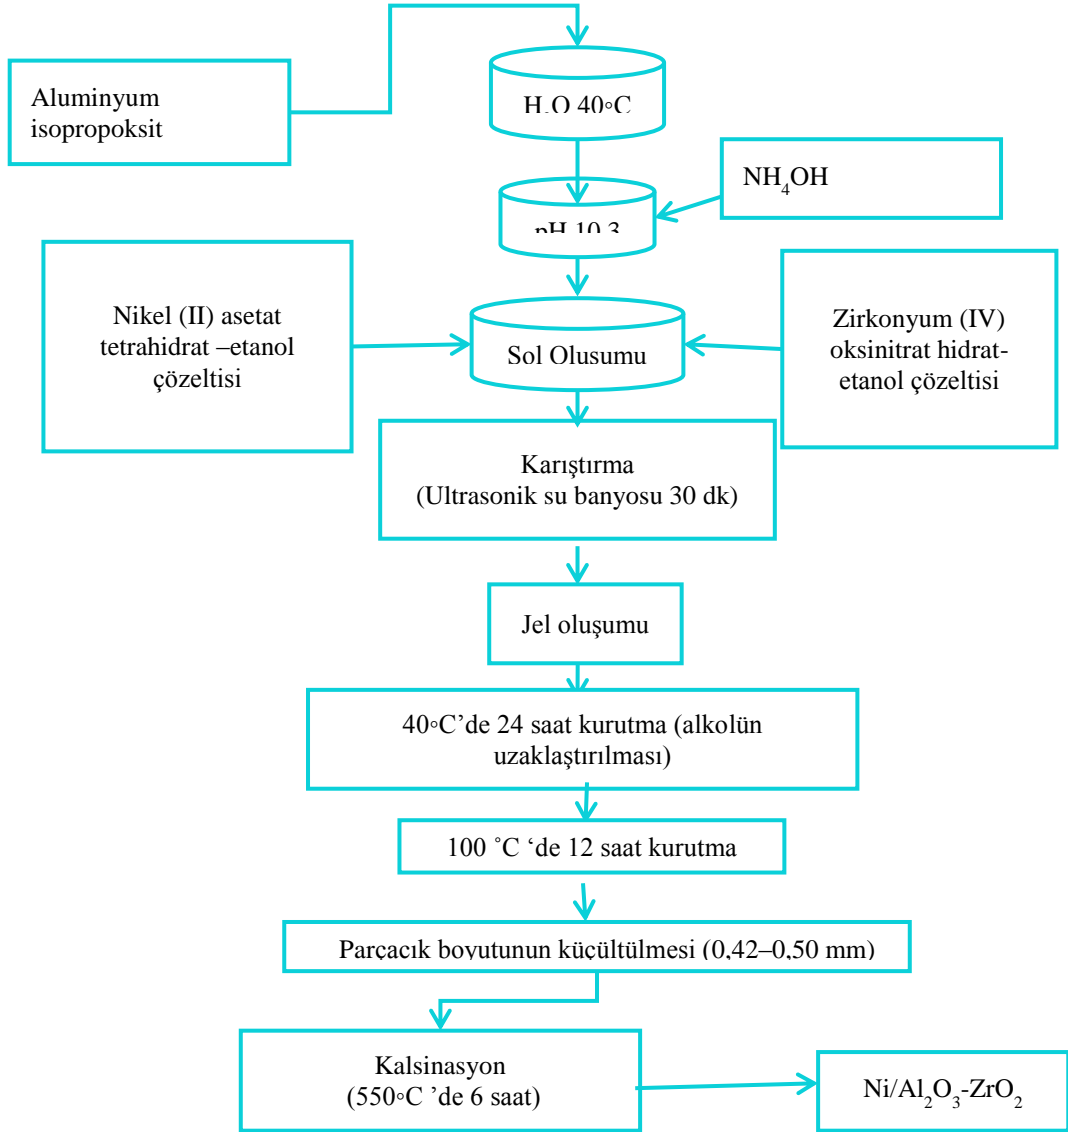 Aluminyum
isopropoksit
H₂O 40◦C
NH₄OH
pH 10.3
Nikel (II) asetat
tetrahidrat –etanol
çözeltisi
Sol Olusumu
Zirkonyum (IV)
oksinitrat hidrat-
etanol çözeltisi
Karıştırma
(Ultrasonik su banyosu 30 dk)
Jel oluşumu
40◦C’de 24 saat kurutma (alkolün
uzaklaştırılması)
100 ˚C ‘de 12 saat kurutma
Parçacık boyutunun küçültülmesi (0,42–0,50 mm)
Kalsinasyon
(550◦C ’de 6 saat)
Ni/Al₂O₃-ZrO₂